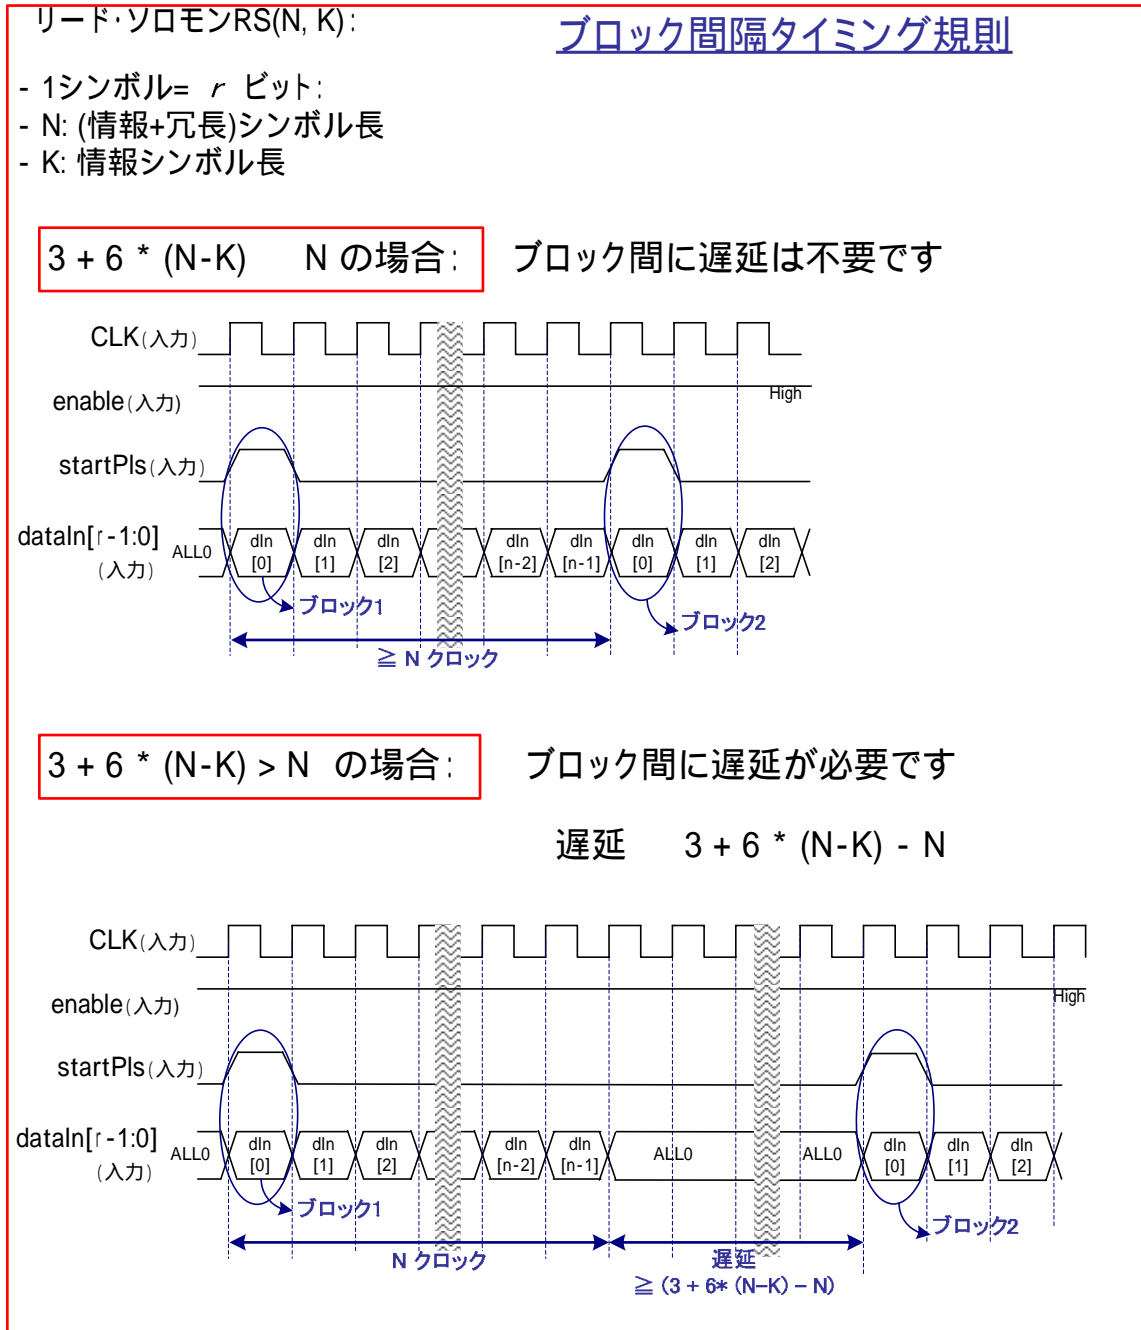 リード･ソロモンRS(N, K):
ブロック間隔タイミング規則
- 1シンボル= r ビット:
- N: (情報+冗長)シンボル長
- K: 情報シンボル長
3 + 6 * (N-K) N の場合: ブロック間に遅延は不要です
CLK(入力)
enable(入力)
High
startPls(入力)
dataIn[r-1:0]
(入力)
ALL0
dIn [0]
dIn [1]
dIn [2]
dIn [n-2]
dIn [n-1]
dIn [0]
dIn [1]
dIn [2]
ブロック1
ブロック2
≧ N クロック
3 + 6 * (N-K) > N の場合: ブロック間に遅延が必要です
遅延 3 + 6 * (N-K) - N
CLK(入力)
enable(入力)
High
startPls(入力)
dataIn[r-1:0]
(入力)
ALL0
dIn [0]
dIn [1]
dIn [2]
dIn [n-2]
dIn [n-1]
ALL0
ALL0
dIn [0]
dIn [1]
dIn [2]
ブロック1
ブロック2
N クロック
遅延
≧ (3 + 6* (N-K) - N)